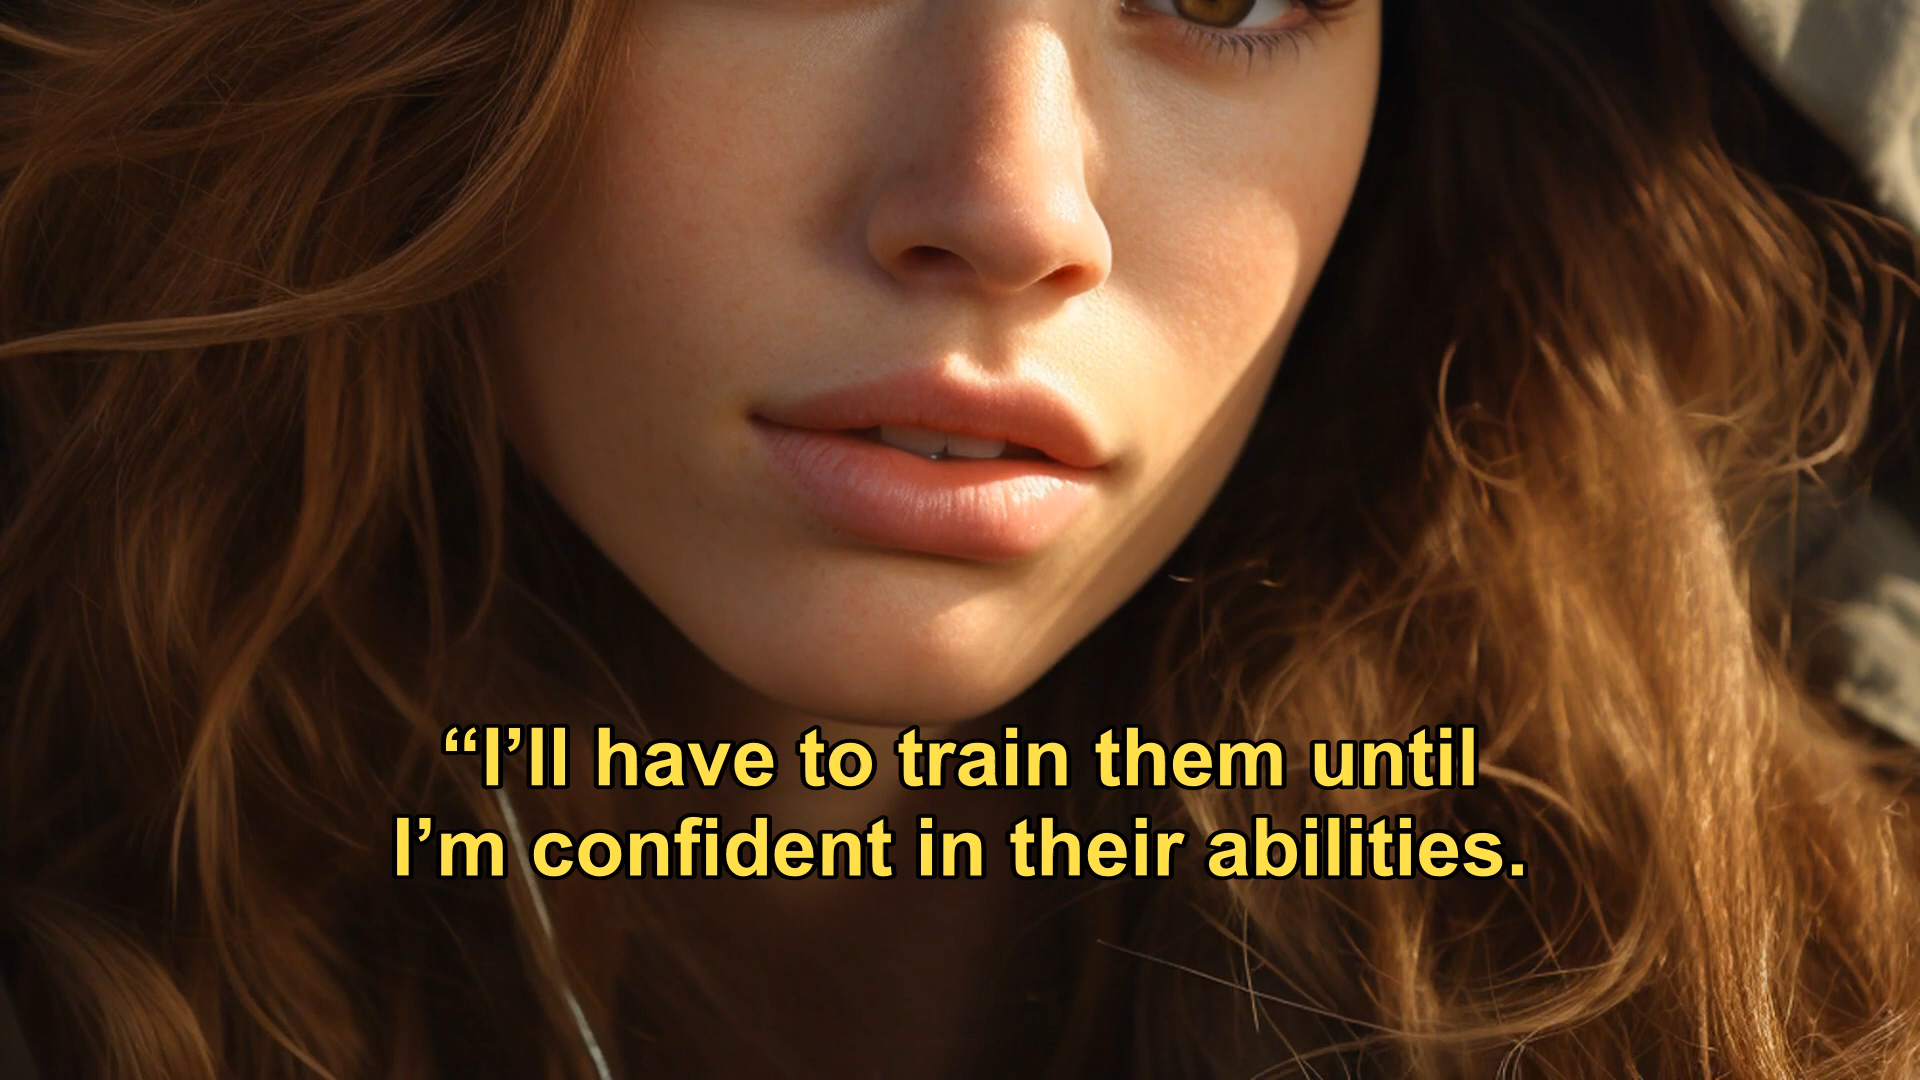 “I’ll have to train them until
I’m confident in their abilities.